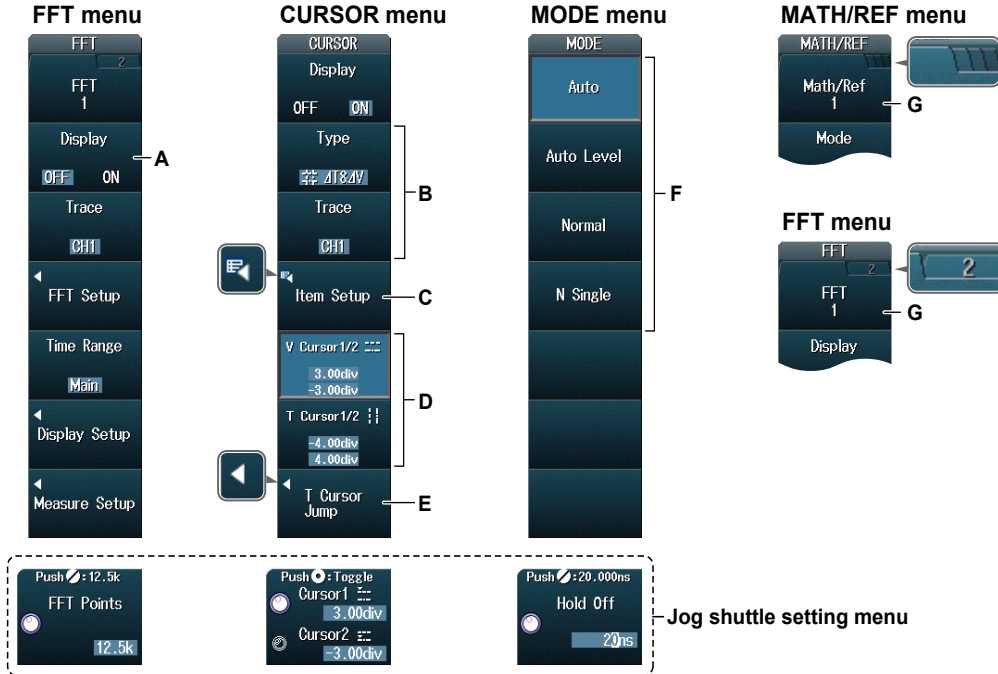 FFT menu
FFT
2
FFT
1
Display
OFF ON
A
Trace
CH1
FFT Setup
Time Range
Main
Display Setup
Measure Setup
CURSOR menu
CURSOR
Display
OFF ON
Type
ΔT&ΔV
B
Trace
CH1
Item Setup
C
V Cursor1/2
3.00div
-3.00div
D
T Cursor1/2
-4.00div
4.00div
T Cursor
Jump
E
MODE menu
MODE
Auto
Auto Level
F
Normal
N Single
MATH/REF menu
MATH/REF
Math/Ref
1
G
Mode
FFT menu
FFT
2
2
FFT
1
G
Display
Push :12.5k
FFT Points
12.5k
Push :Toggle
Cursor1
3.00div
Cursor2
-3.00div
Push :20.000ns
Hold Off
20ns
Jog shuttle setting menu